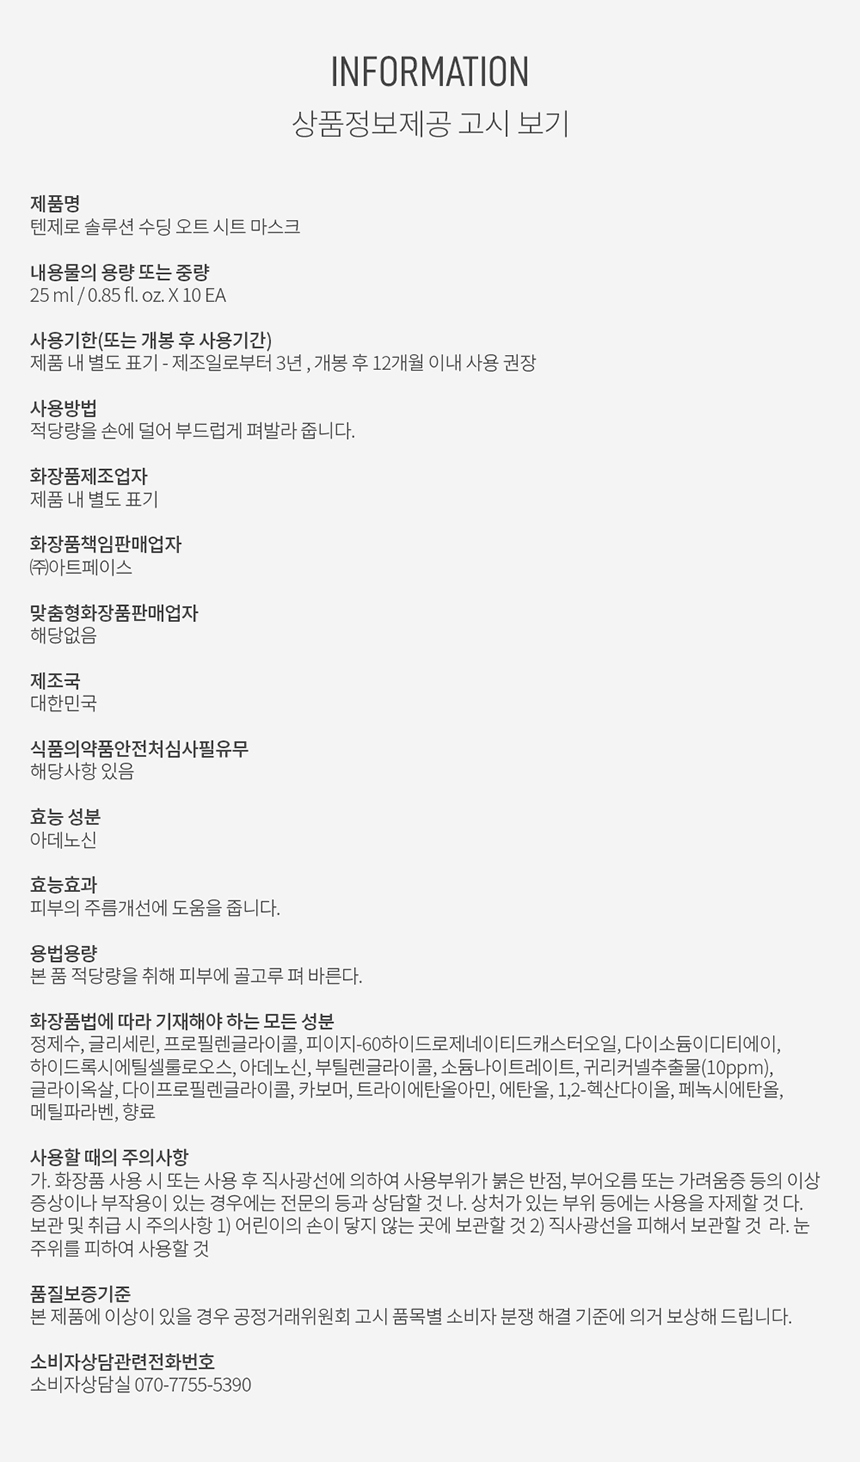 INFORMATION
상품정보제공 고시 보기
제품명
텐제로 솔루션 수딩 오트 시트 마스크
내용물의 용량 또는 중량
25 ml / 0.85 fl. oz. X 10 EA
사용기한(또는 개봉 후 사용기간)
제품 내 별도 표기 - 제조일로부터 3년 , 개봉 후 12개월 이내 사용 권장
사용방법
적당량을 손에 덜어 부드럽게 펴발라 줍니다.
화장품제조업자
제품 내 별도 표기
화장품책임판매업자
㈜아트페이스
맞춤형화장품판매업자
해당없음
제조국
대한민국
식품의약품안전처심사필유무
해당사항 있음
효능 성분
아데노신
효능효과
피부의 주름개선에 도움을 줍니다.
용법용량
본 품 적당량을 취해 피부에 골고루 펴 바른다.
화장품법에 따라 기재해야 하는 모든 성분
정제수, 글리세린, 프로필렌글라이콜, 피이지-60하이드로제네이티드캐스터오일, 다이소듐이디티에이,
하이드록시에틸셀룰로오스, 아데노신, 부틸렌글라이콜, 소듐나이트레이트, 귀리커넬추출물(10ppm),
글라이옥살, 다이프로필렌글라이콜, 카보머, 트라이에탄올아민, 에탄올, 1,2-헥산다이올, 페녹시에탄올,
메틸파라벤, 향료
사용할 때의 주의사항
가. 화장품 사용 시 또는 사용 후 직사광선에 의하여 사용부위가 붉은 반점, 부어오름 또는 가려움증 등의 이상
증상이나 부작용이 있는 경우에는 전문의 등과 상담할 것 나. 상처가 있는 부위 등에는 사용을 자제할 것 다.
보관 및 취급 시 주의사항 1) 어린이의 손이 닿지 않는 곳에 보관할 것 2) 직사광선을 피해서 보관할 것 라. 눈
주위를 피하여 사용할 것
품질보증기준
본 제품에 이상이 있을 경우 공정거래위원회 고시 품목별 소비자 분쟁 해결 기준에 의거 보상해 드립니다.
소비자상담관련전화번호
소비자상담실 070-7755-5390